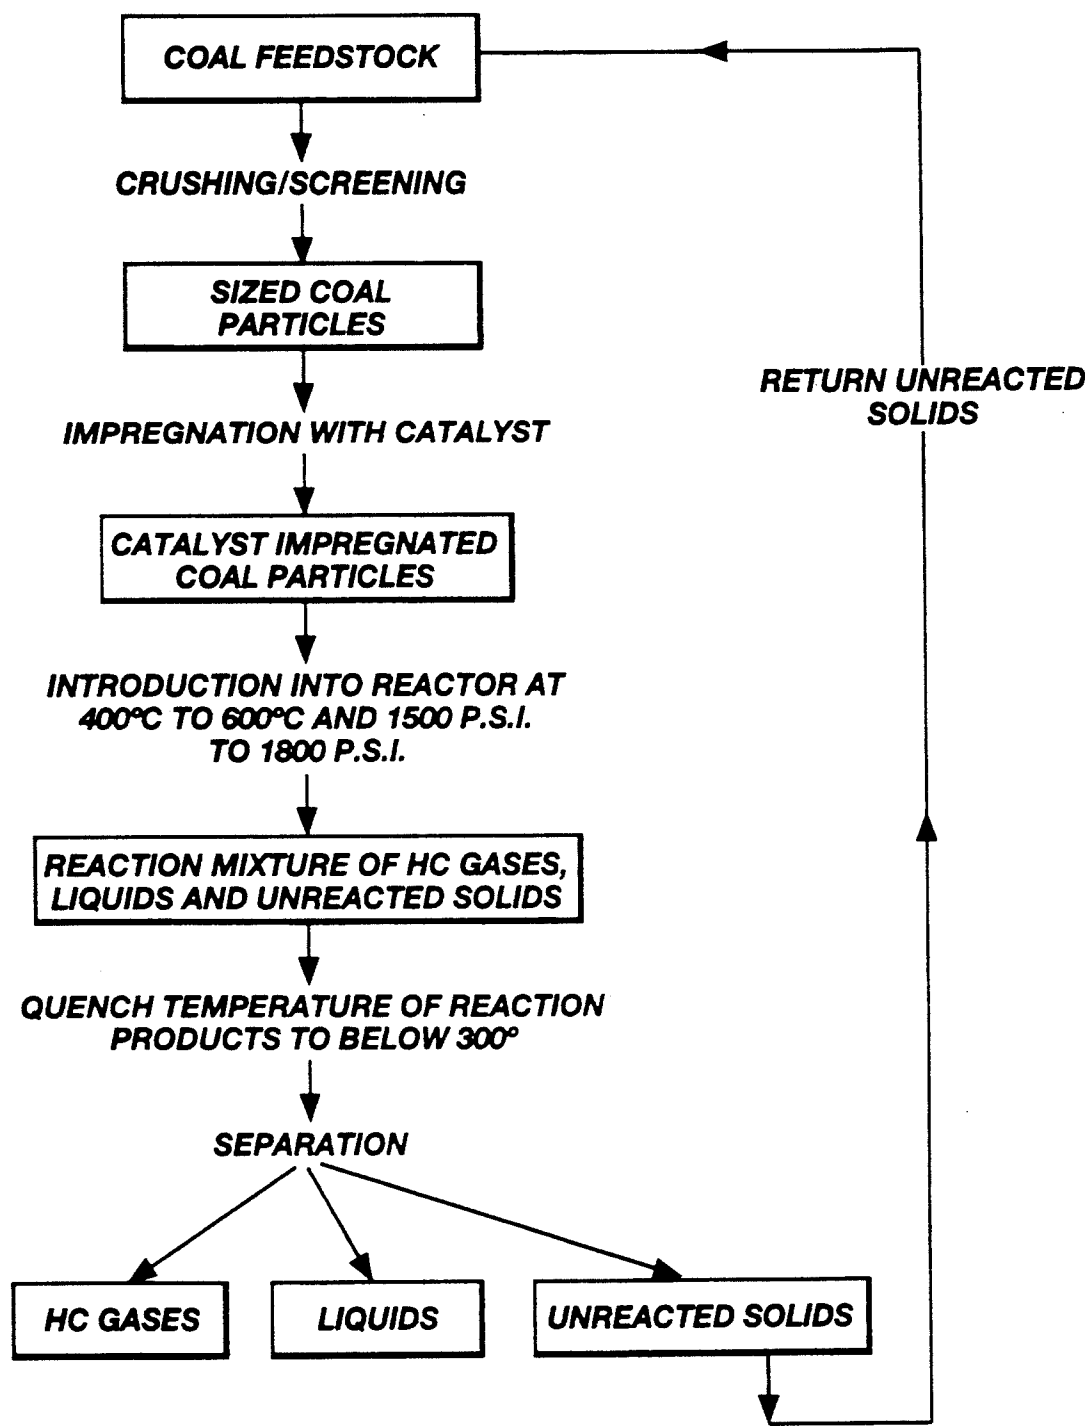 COAL FEEDSTOCK
CRUSHING/SCREENING
SIZED COAL
PARTICLES
IMPREGNATION WITH CATALYST
CATALYST IMPREGNATED
COAL PARTICLES
INTRODUCTION INTO REACTOR AT
400°C TO 600°C AND 1500 P.S.I.
TO 1800 P.S.I.
REACTION MIXTURE OF HC GASES,
LIQUIDS AND UNREACTED SOLIDS
QUENCH TEMPERATURE OF REACTION
PRODUCTS TO BELOW 300°
SEPARATION
HC GASES
LIQUIDS
UNREACTED SOLIDS
RETURN UNREACTED
SOLIDS